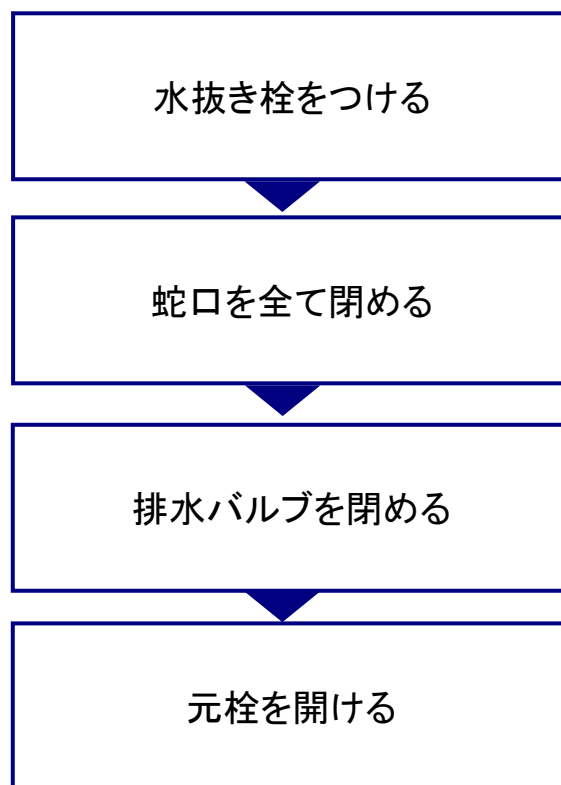 水抜き栓をつける
蛇口を全て閉める
排水バルブを閉める
元栓を開ける